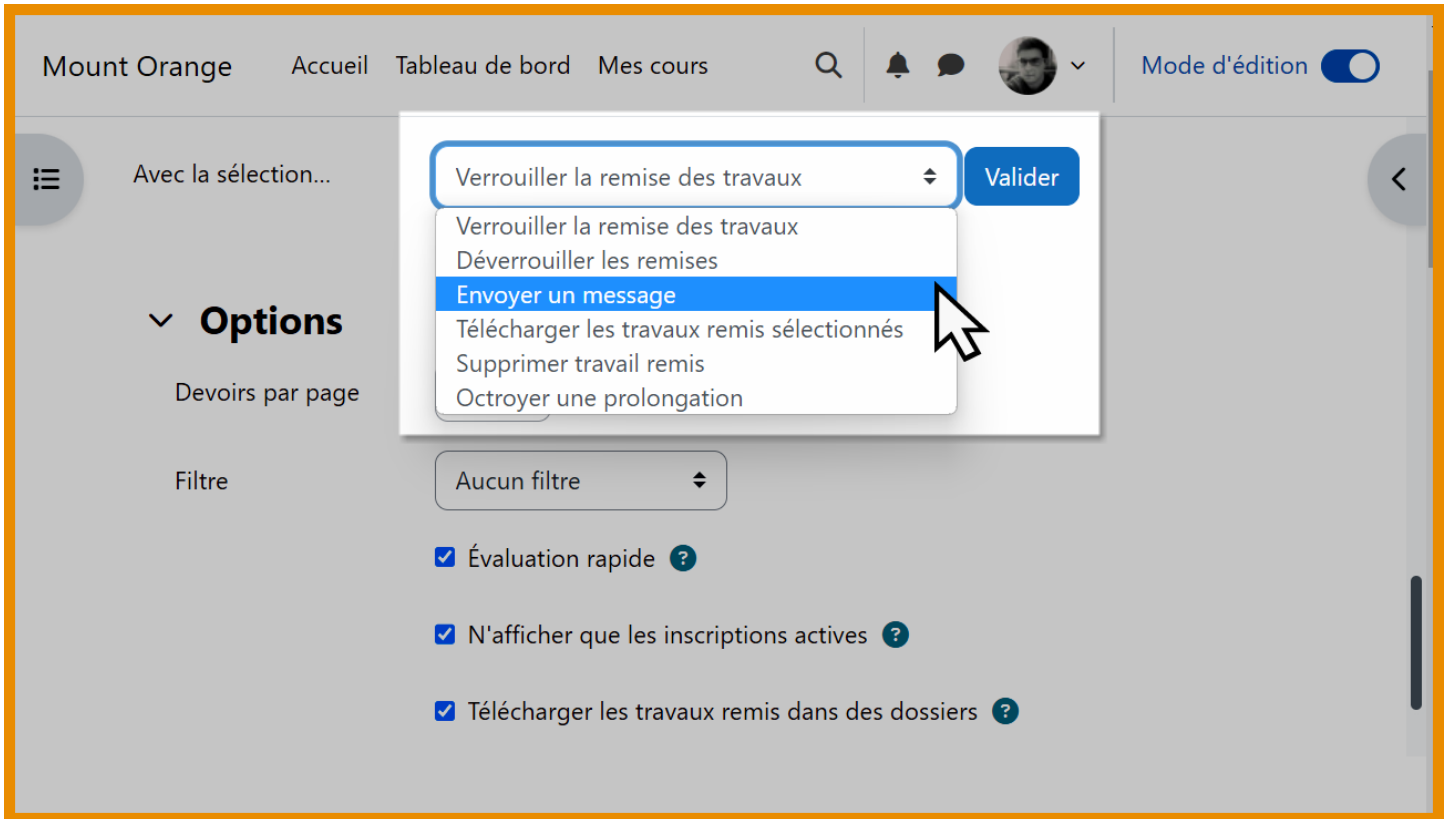 Mount Orange Accueil Tableau de bord Mes cours Mode d'édition
Avec la sélection... Verrouiller la remise des travaux Valider
Verrouiller la remise des travaux
Déverrouiller les remises
Envoyer un message
Télécharger les travaux remis sélectionnés
Supprimer travail remis
Octroyer une prolongation
Options
Devoirs par page
Filtre Aucun filtre
Évaluation rapide ?
N'afficher que les inscriptions actives ?
Télécharger les travaux remis dans des dossiers ?